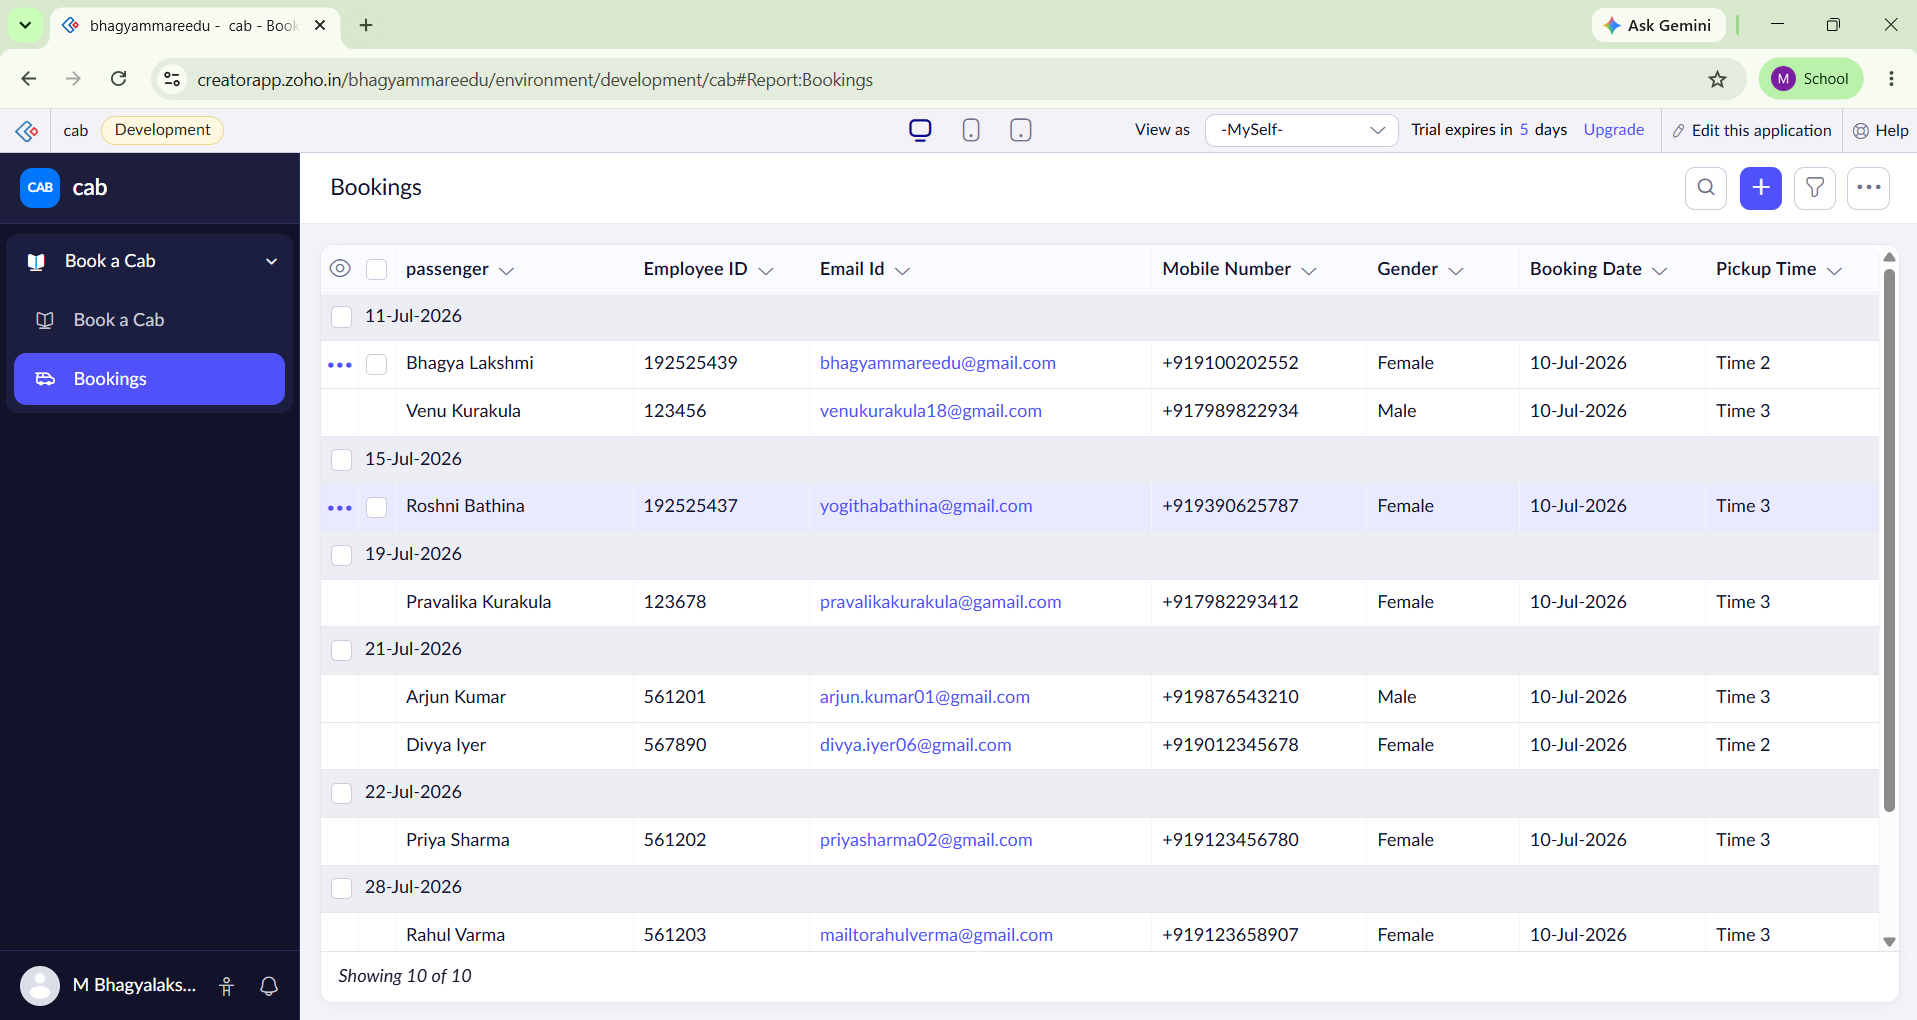 bhagyammareedu - cab - Book
Ask Gemini
creatorapp.zoho.in/bhagyammareedu/environment/development/cab#Report:Bookings
M School
cab Development View as -MySelf- Trial expires in 5 days Upgrade Edit this application Help
CAB cab
Bookings
Book a Cab
Book a Cab
Bookings
passenger Employee ID Email Id Mobile Number Gender Booking Date Pickup Time
11-Jul-2026
Bhagya Lakshmi 192525439 bhagyammareedu@gmail.com +919100202552 Female 10-Jul-2026 Time 2
Venu Kurakula 123456 venukurakula18@gmail.com +917989822934 Male 10-Jul-2026 Time 3
15-Jul-2026
Roshni Bathina 192525437 yogithabathina@gmail.com +919390625787 Female 10-Jul-2026 Time 3
19-Jul-2026
Pravalika Kurakula 123678 pravalikakurakula@gamail.com +917982293412 Female 10-Jul-2026 Time 3
21-Jul-2026
Arjun Kumar 561201 arjun.kumar01@gmail.com +919876543210 Male 10-Jul-2026 Time 3
Divya Iyer 567890 divya.iyer06@gmail.com +919012345678 Female 10-Jul-2026 Time 2
22-Jul-2026
Priya Sharma 561202 priyasharma02@gmail.com +919123456780 Female 10-Jul-2026 Time 3
28-Jul-2026
Rahul Varma 561203 mailtorahulverma@gmail.com +919123658907 Female 10-Jul-2026 Time 3
Showing 10 of 10
M Bhagyalaks...